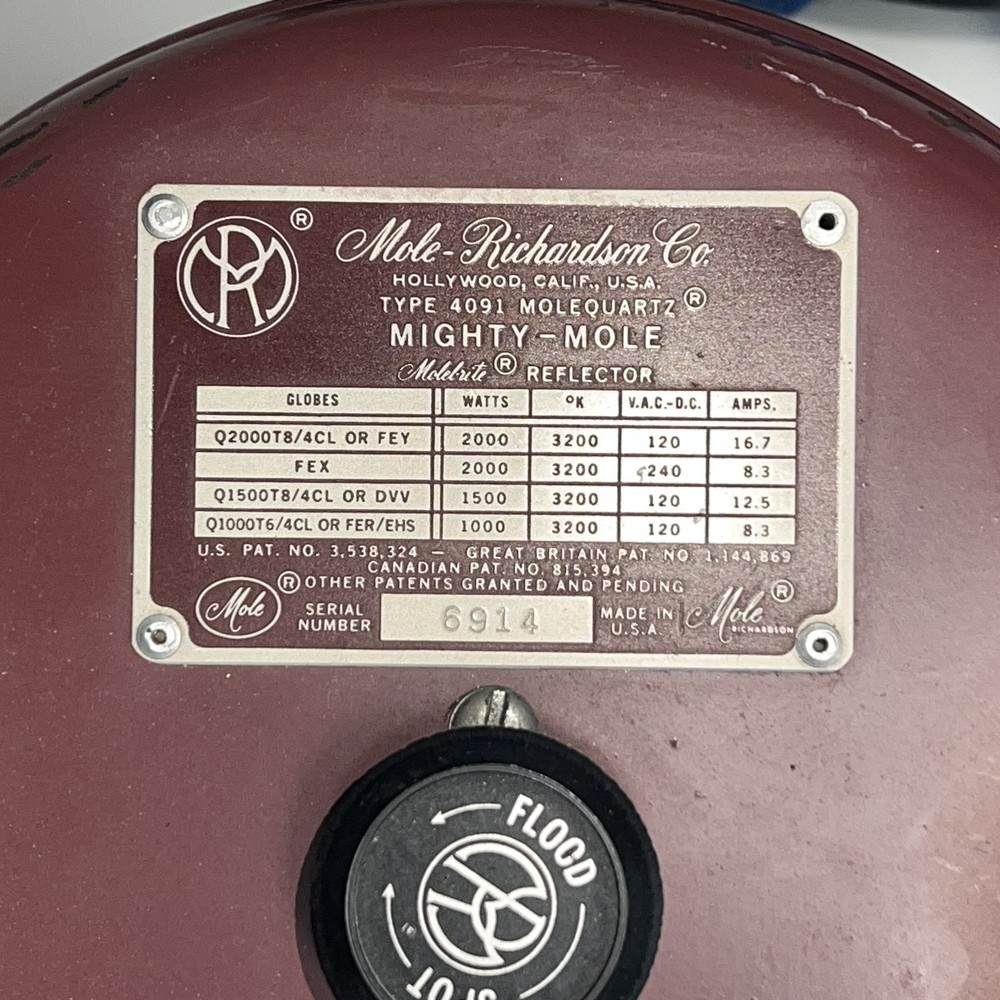 MR ®
Mole-Richardson Co.
HOLLYWOOD, CALIF., U.S.A.
TYPE 4091 MOLEQUARTZ ®
MIGHTY-MOLE
Molebrite ® REFLECTOR
GLOBES WATTS °K V.A.C.-D.C. AMPS.
Q2000T8/4CL OR FEY 2000 3200 120 16.7
FEX 2000 3200 240 8.3
Q1500T8/4CL OR DVV 1500 3200 120 12.5
Q1000T6/4CL OR FER/EHS 1000 3200 120 8.3
U.S. PAT. NO. 3,538,324 — GREAT BRITAIN PAT. NO. 1,144,869
CANADIAN PAT. NO. 815,394
® OTHER PATENTS GRANTED AND PENDING
Mole
SERIAL
NUMBER
6914
MADE IN
U.S.A.
Mole ®
RICHARDSON
FLOOD
MR ®
SPOT